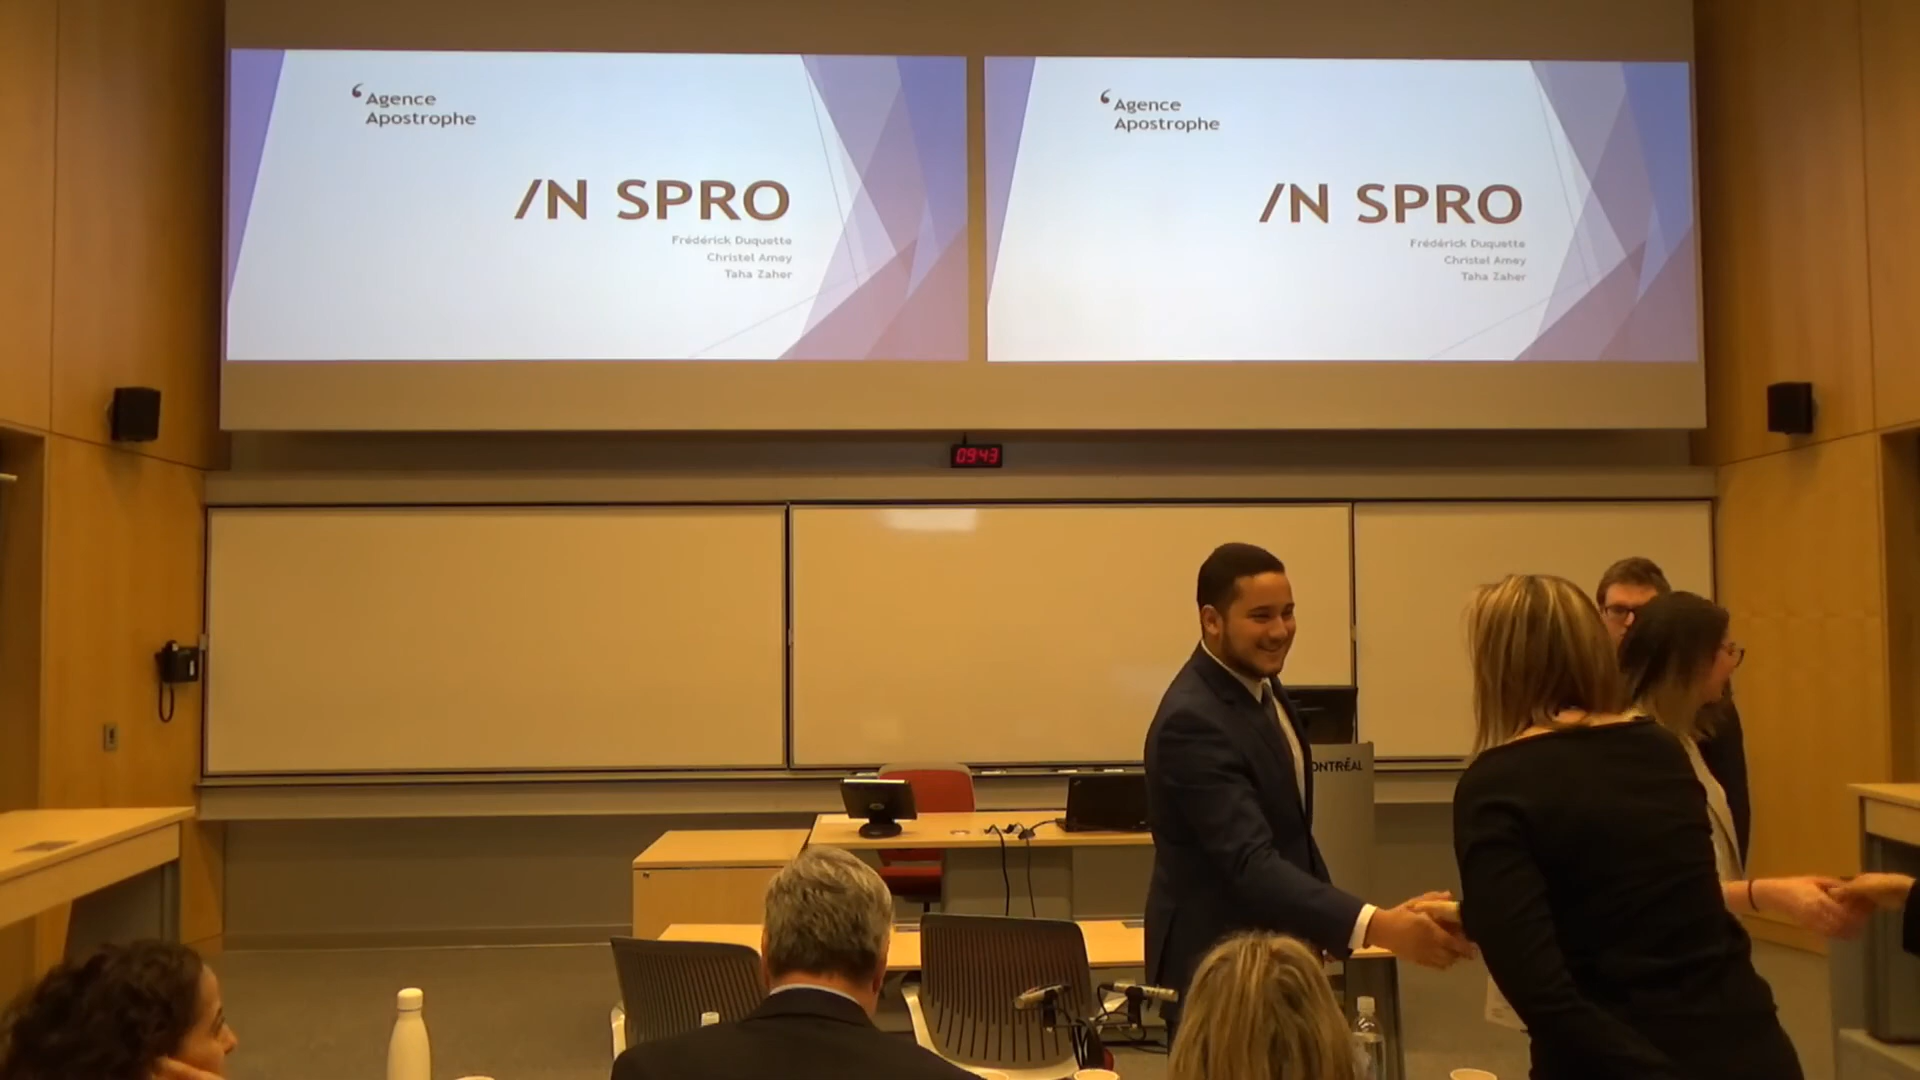 ‘Agence
Apostrophe
/N SPRO
Frédérick Duquette
Christel Amey
Taha Zaher
‘Agence
Apostrophe
/N SPRO
Frédérick Duquette
Christel Amey
Taha Zaher
09:43
ONTRÉAL